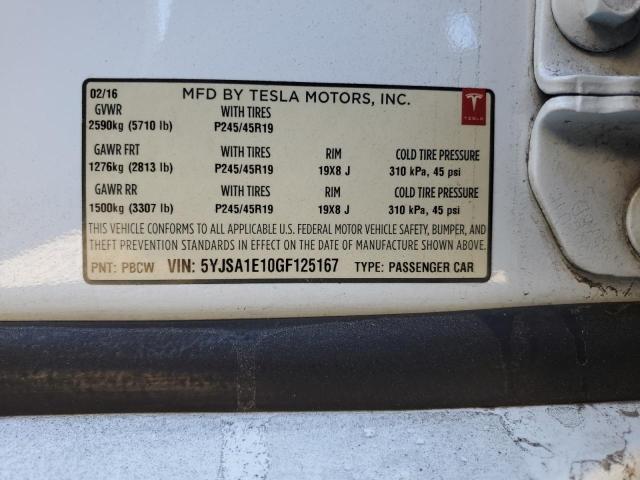 02/16 MFD BY TESLA MOTORS, INC.
GVWR WITH TIRES
2590kg (5710 lb) P245/45R19
TESLA
GAWR FRT WITH TIRES RIM COLD TIRE PRESSURE
1276kg (2813 lb) P245/45R19 19X8 J 310 kPa, 45 psi
GAWR RR WITH TIRES RIM COLD TIRE PRESSURE
1500kg (3307 lb) P245/45R19 19X8 J 310 kPa, 45 psi
THIS VEHICLE CONFORMS TO ALL APPLICABLE U.S. FEDERAL MOTOR VEHICLE SAFETY, BUMPER, AND
THEFT PREVENTION STANDARDS IN EFFECT ON THE DATE OF MANUFACTURE SHOWN ABOVE.
PNT: PBCW VIN: 5YJSA1E10GF125167 TYPE: PASSENGER CAR